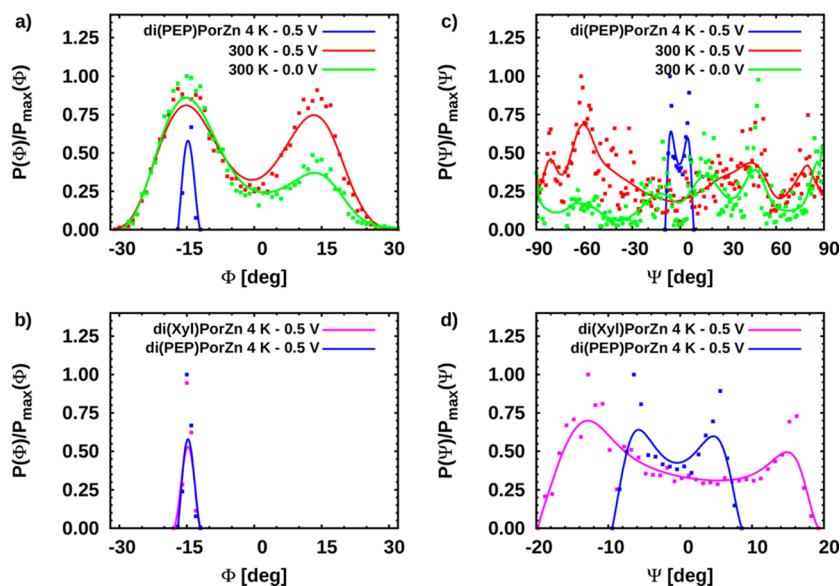 a)
di(PEP)PorZn 4 K - 0.5 V
300 K - 0.5 V
300 K - 0.0 V
P(Φ)/Pmax(Φ)
1.25
1.00
0.75
0.50
0.25
0.00
-30 -15 0 15 30
Φ [deg]
c)
di(PEP)PorZn 4 K - 0.5 V
300 K - 0.5 V
300 K - 0.0 V
P(Ψ)/Pmax(Ψ)
1.25
1.00
0.75
0.50
0.25
0.00
-90 -60 -30 0 30 60 90
Ψ [deg]
b)
di(Xyl)PorZn 4 K - 0.5 V
di(PEP)PorZn 4 K - 0.5 V
P(Φ)/Pmax(Φ)
1.25
1.00
0.75
0.50
0.25
0.00
-30 -15 0 15 30
Φ [deg]
d)
di(Xyl)PorZn 4 K - 0.5 V
di(PEP)PorZn 4 K - 0.5 V
P(Ψ)/Pmax(Ψ)
1.25
1.00
0.75
0.50
0.25
0.00
-20 -10 0 10 20
Ψ [deg]